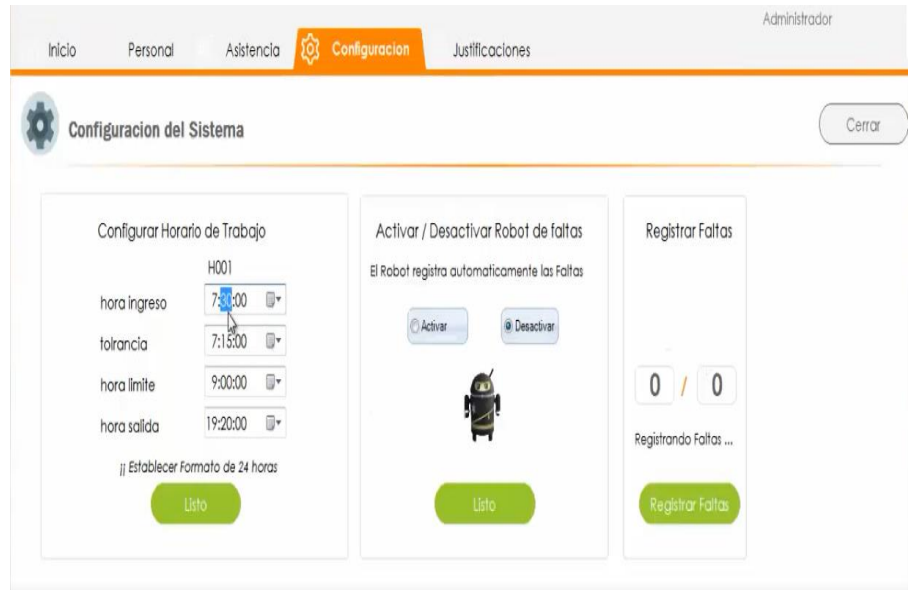 Administrador
Inicio Personal Asistencia Configuracion Justificaciones
Configuracion del Sistema
Cerrar
Configurar Horario de Trabajo
H001
hora ingreso 7:30:00
tolrancia 7:15:00
hora limite 9:00:00
hora salida 19:20:00
¡¡ Establecer Formato de 24 horas
Listo
Activar / Desactivar Robot de faltas
El Robot registra automaticamente las Faltas
Activar Desactivar
Listo
Registrar Faltas
0 / 0
Registrando Faltas ...
Registrar Faltas